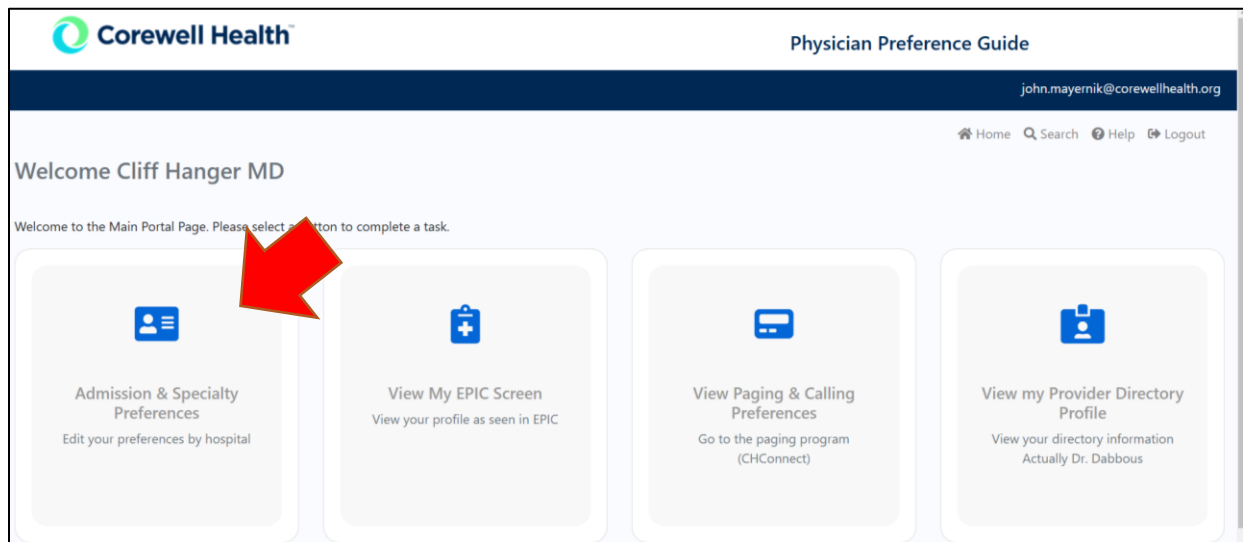 Corewell Health™
Physician Preference Guide
john.mayernik@corewellhealth.org
Home Search Help Logout
Welcome Cliff Hanger MD
Welcome to the Main Portal Page. Please select a button to complete a task.
Admission & Specialty
Preferences
Edit your preferences by hospital
View My EPIC Screen
View your profile as seen in EPIC
View Paging & Calling
Preferences
Go to the paging program
(CHConnect)
View my Provider Directory
Profile
View your directory information
Actually Dr. Dabbous